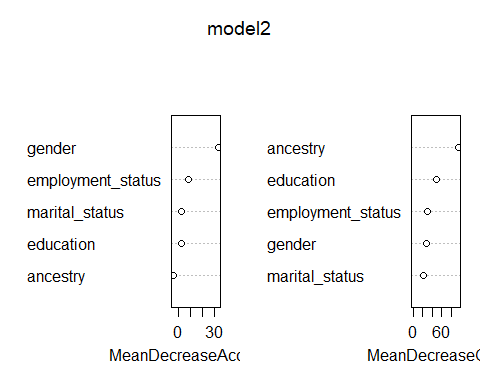 model2
gender
employment_status
marital_status
education
ancestry
0 30
MeanDecreaseAcc
ancestry
education
employment_status
gender
marital_status
0 60
MeanDecreaseG